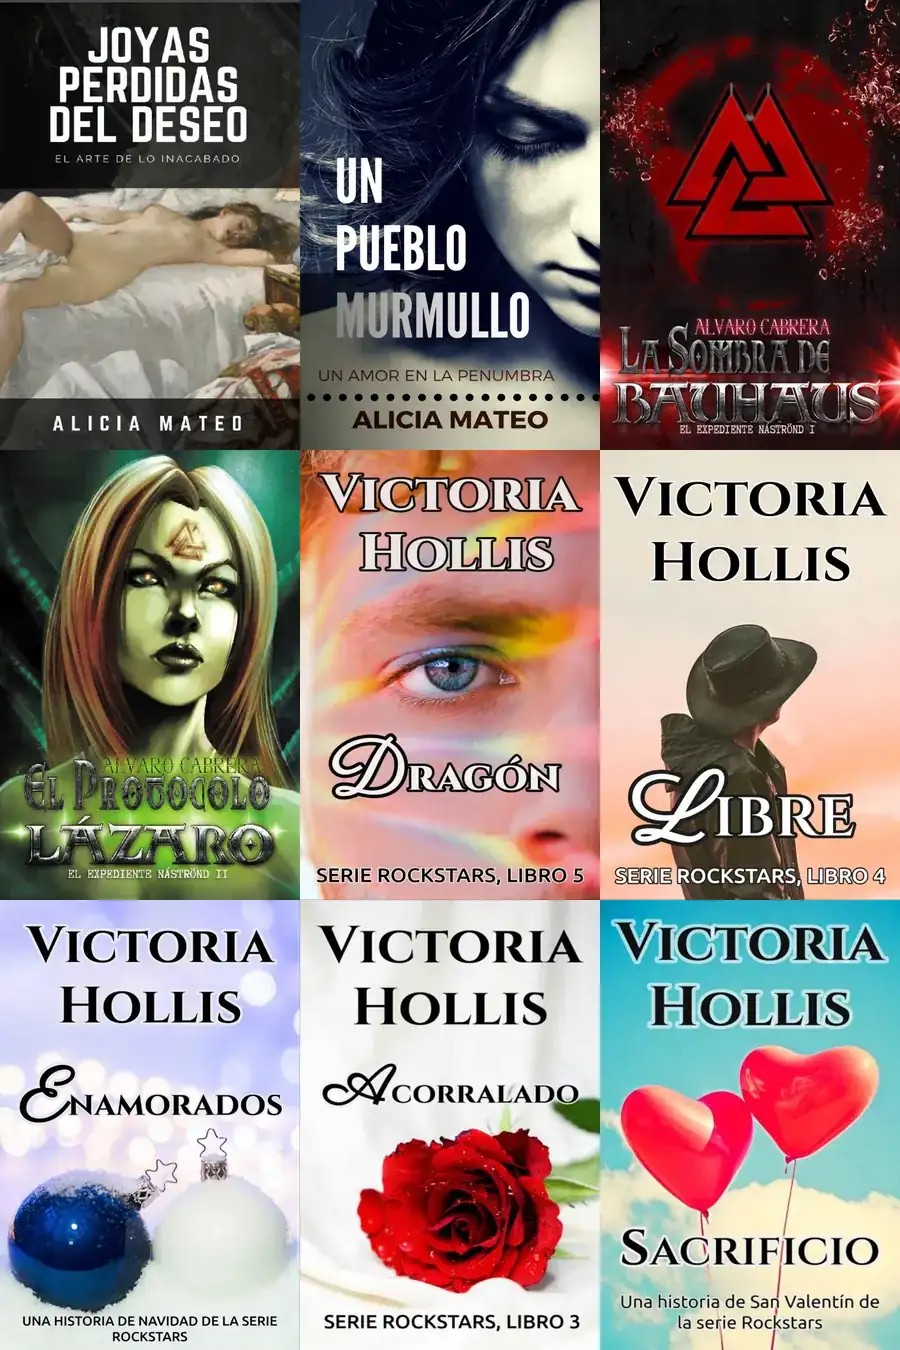 JOYAS
PERDIDAS
DEL DESEO
EL ARTE DE LO INACABADO
ALICIA MATEO
UN
PUEBLO
MURMULLO
UN AMOR EN LA PENUMBRA
ALICIA MATEO
ALVARO CABRERA
LA SOMBRA DE
BAUHAUS
EL EXPEDIENTE NÁSTRÖND I
ALVARO CABRERA
EL PROTOCOLO
LÁZARO
EL EXPEDIENTE NÁSTRÖND II
VICTORIA
HOLLIS
DRAGÓN
SERIE ROCKSTARS, LIBRO 5
VICTORIA
HOLLIS
LIBRE
SERIE ROCKSTARS, LIBRO 4
VICTORIA
HOLLIS
ENAMORADOS
UNA HISTORIA DE NAVIDAD DE LA SERIE
ROCKSTARS
VICTORIA
HOLLIS
ACORRALADO
SERIE ROCKSTARS, LIBRO 3
VICTORIA
HOLLIS
SACRIFICIO
Una historia de San Valentín de
la serie Rockstars